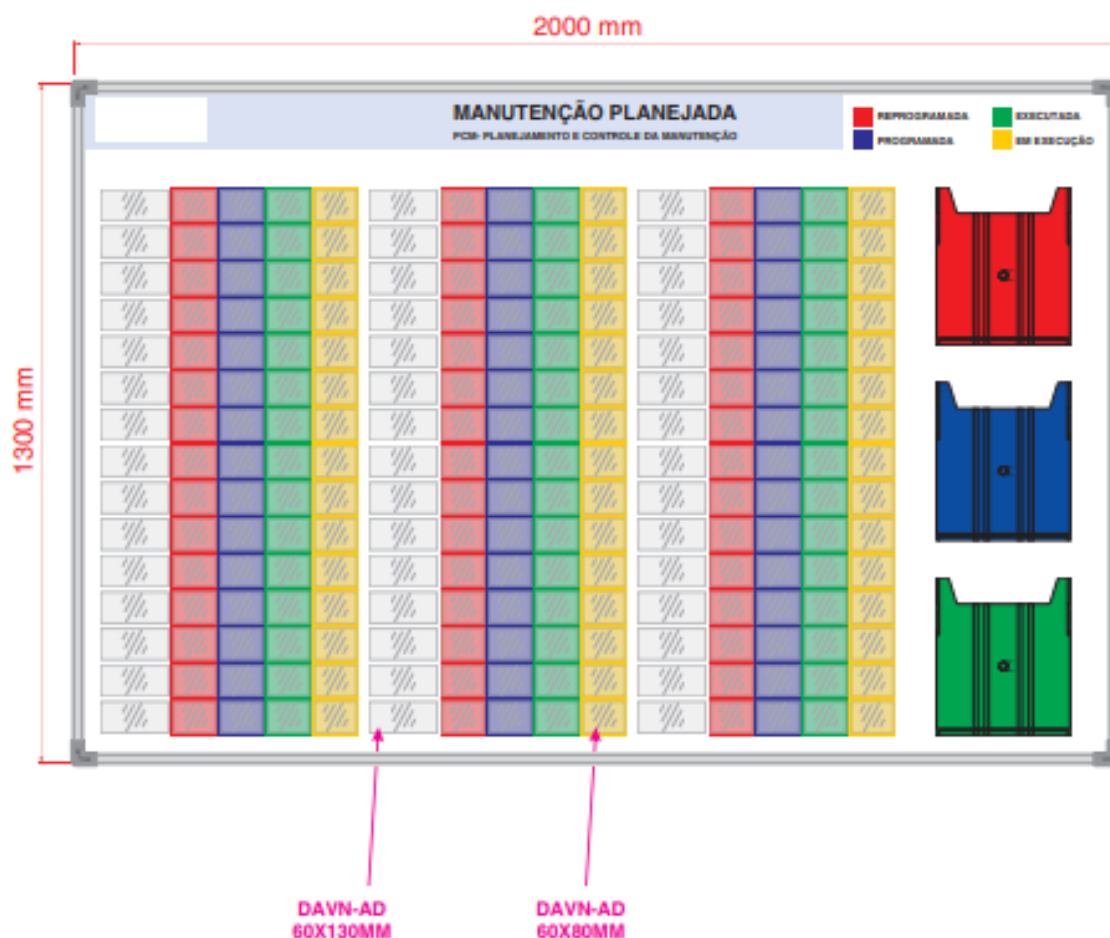 2000 mm
MANUTENÇÃO PLANEJADA
PCM- PLANEJAMENTO E CONTROLE DA MANUTENÇÃO
REPROGRAMADA
EXECUTADA
PROGRAMADA
EM EXECUÇÃO
1300 mm
DAVN-AD
60X130MM
DAVN-AD
60X80MM